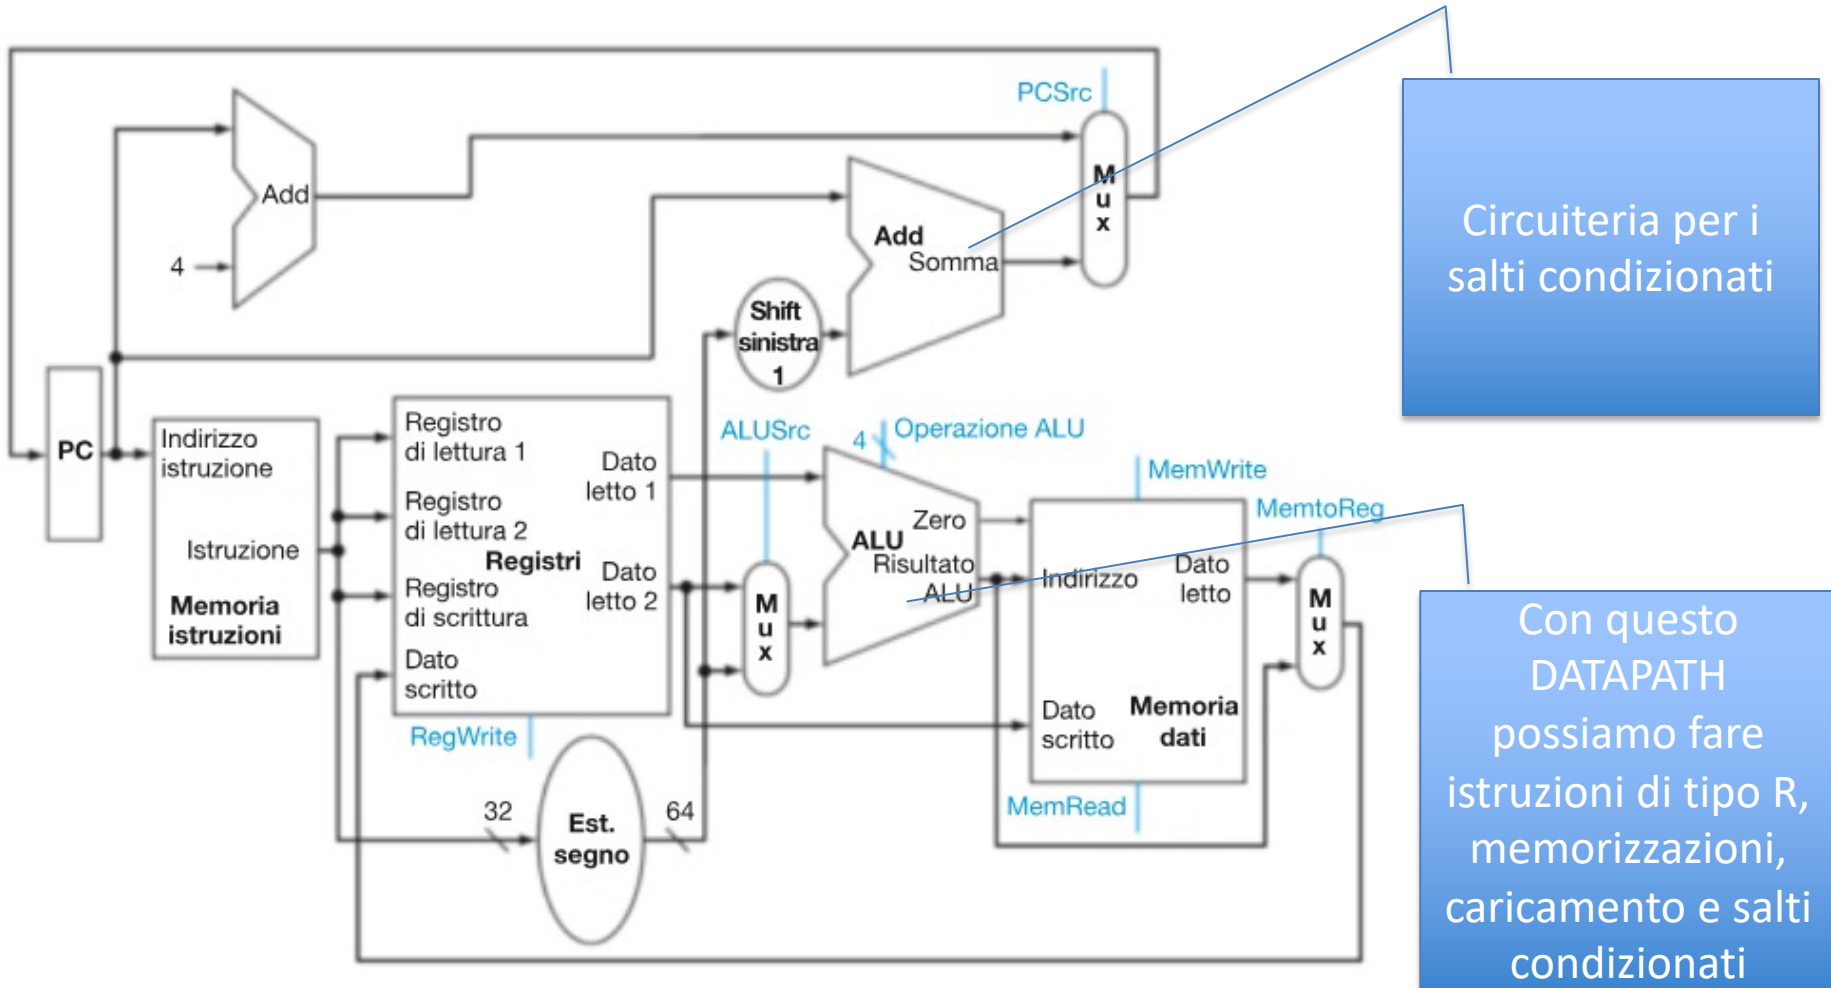 PCSrc
Add
4
M
u
x
Add
Somma
Shift
sinistra
1
Circuiteria per i
salti condizionati
PC
Indirizzo
istruzione
Istruzione
Memoria
istruzioni
Registro
di lettura 1
Registro
di lettura 2
Registri
Registro
di scrittura
Dato
scritto
Dato
letto 1
Dato
letto 2
RegWrite
ALUSrc
M
u
x
4
Operazione ALU
Zero
ALU
Risultato
ALU
MemWrite
MemtoReg
Indirizzo
Dato
letto
Dato
scritto
Memoria
dati
MemRead
M
u
x
32
Est.
segno
64
Con questo
DATAPATH
possiamo fare
istruzioni di tipo R,
memorizzazioni,
caricamento e salti
condizionati